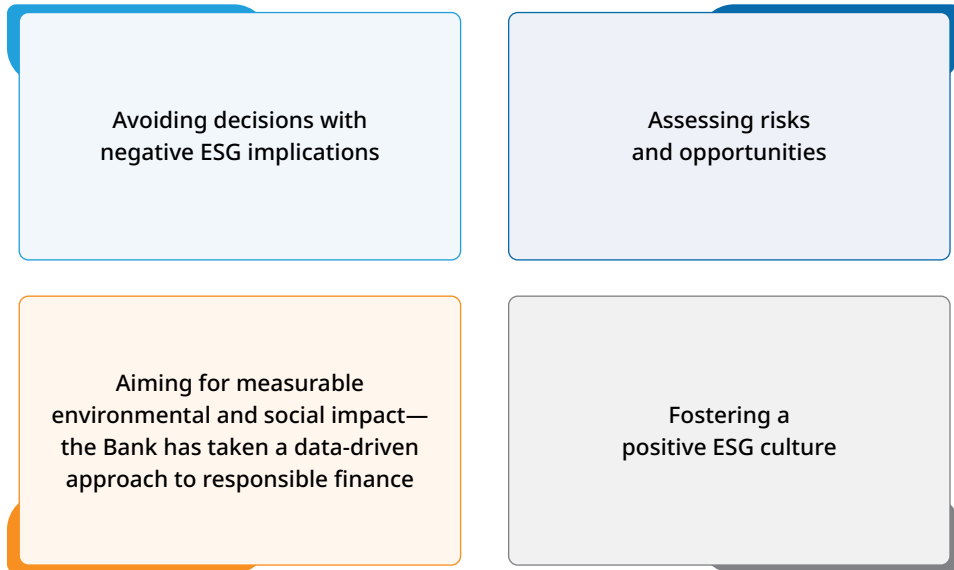 Avoiding decisions with
negative ESG implications
Assessing risks
and opportunities
Aiming for measurable
environmental and social impact—
the Bank has taken a data-driven
approach to responsible finance
Fostering a
positive ESG culture